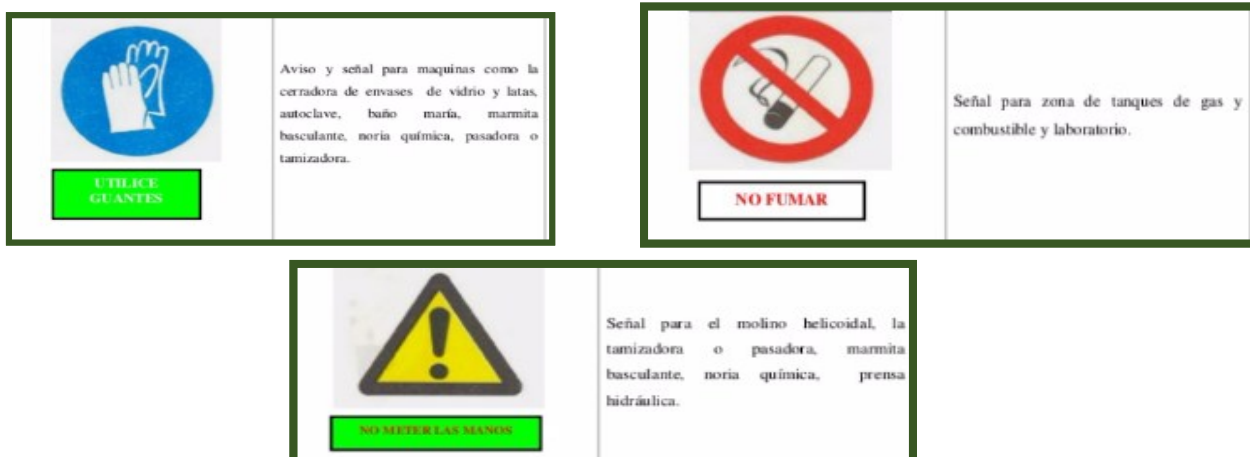 Aviso y señal para maquinas como la
cerradora de envases de vidrio y latas,
autoclave, baño maría, marmita
basculante, noria química, pasadora o
tamizadora.
UTILICE
GUANTES
Señal para zona de tanques de gas y
combustible y laboratorio.
NO FUMAR
Señal para el molino helicoidal, la
tamizadora o pasadora, marmita
basculante, noria química, prensa
hidráulica.
NO METER LAS MANOS